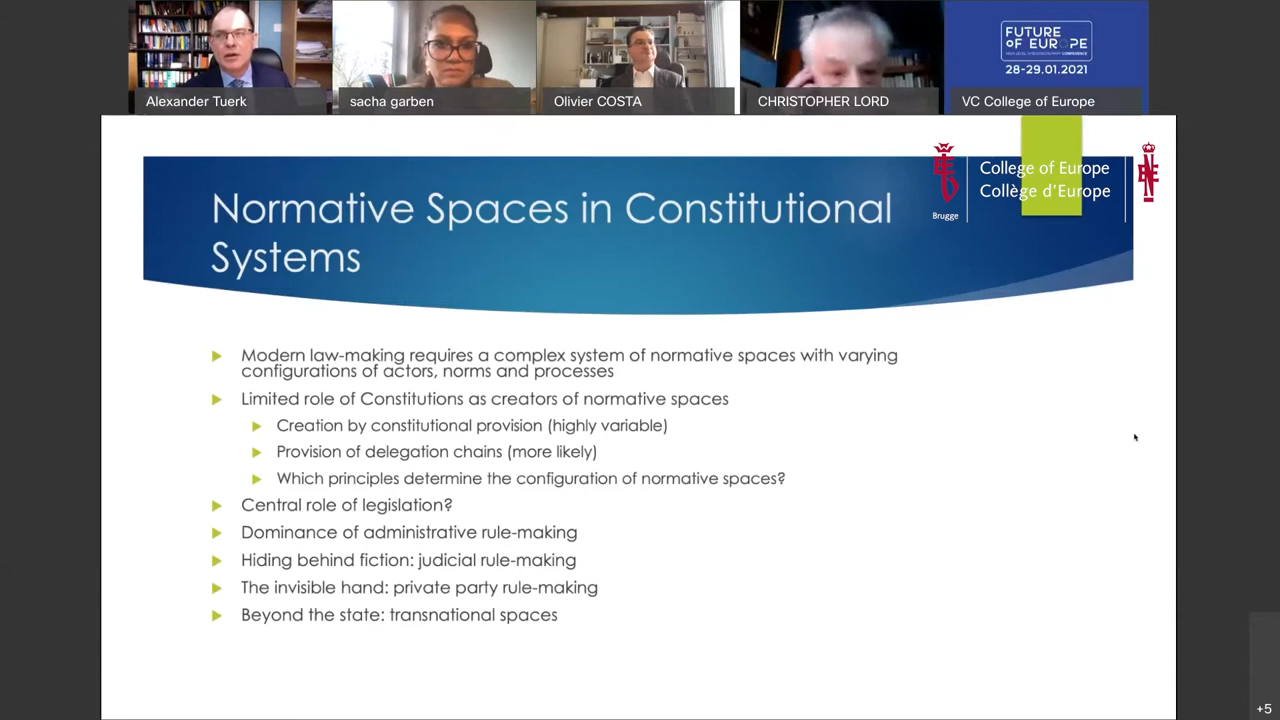 FUTURE
OF EUROPE
28-29.01.2021
Alexander Tuerk
sacha garben
Olivier COSTA
CHRISTOPHER LORD
VC College of Europe
College of Europe
Collège d'Europe
Brugge
Normative Spaces in Constitutional
Systems
Modern law-making requires a complex system of normative spaces with varying
configurations of actors, norms and processes
Limited role of Constitutions as creators of normative spaces
Creation by constitutional provision (highly variable)
Provision of delegation chains (more likely)
Which principles determine the configuration of normative spaces?
Central role of legislation?
Dominance of administrative rule-making
Hiding behind fiction: judicial rule-making
The invisible hand: private party rule-making
Beyond the state: transnational spaces
+5